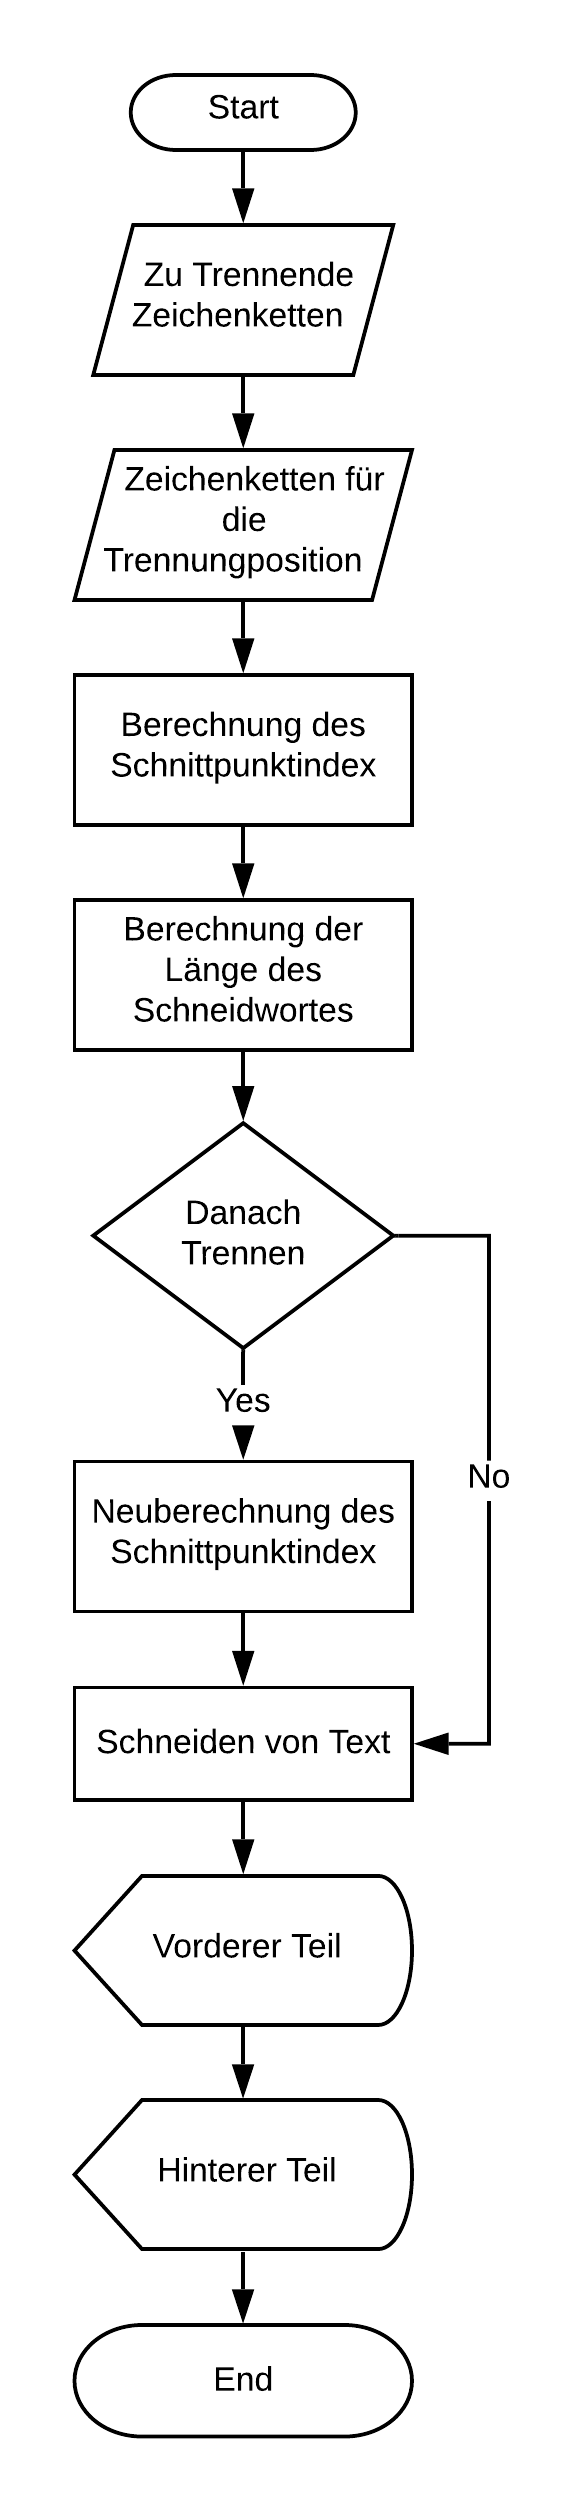 Start
Zu Trennende
Zeichenketten
Zeichenketten für
die
Trennungposition
Berechnung des
Schnittpunktindex
Berechnung der
Länge des
Schneidwortes
Danach
Trennen
Yes
No
Neuberechnung des
Schnittpunktindex
Schneiden von Text
Vorderer Teil
Hinterer Teil
End